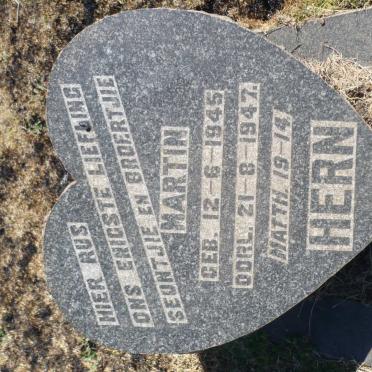 HIER RUS
ONS ENIGSTE LIEFLING
SEUNTJIE EN BROERTJIE
MARTIN
GEB. 12-6-1945.
OORL. 21-8-1947.
MATTH. 19-14.
HERN